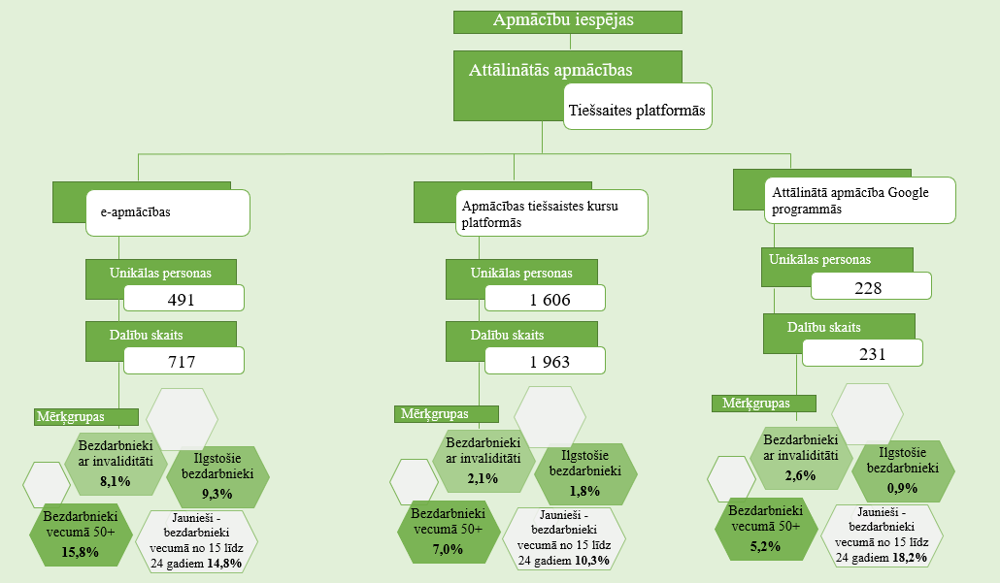 Apmācību iespējas
Attālinātās apmācības
Tiešsaites platformās
e-apmācības
Unikālas personas
491
Dalību skaits
717
Mērķgrupas
Bezdarbnieki
ar invaliditāti
8,1%
Ilgstošie
bezdarbnieki
9,3%
Bezdarbnieki
vecumā 50+
15,8%
Jaunieši -
bezdarbnieki
vecumā no 15 līdz
24 gadiem 14,8%
Apmācības tiešsaistes kursu
platformās
Unikālas personas
1 606
Dalību skaits
1 963
Mērķgrupas
Bezdarbnieki
ar invaliditāti
2,1%
Ilgstošie
bezdarbnieki
1,8%
Bezdarbnieki
vecumā 50+
7,0%
Jaunieši -
bezdarbnieki
vecumā no 15 līdz
24 gadiem 10,3%
Attālinātā apmācība Google
programmās
Unikālas personas
228
Dalību skaits
231
Mērķgrupas
Bezdarbnieki
ar invaliditāti
2,6%
Ilgstošie
bezdarbnieki
0,9%
Bezdarbnieki
vecumā 50+
5,2%
Jaunieši -
bezdarbnieki
vecumā no 15 līdz
24 gadiem 18,2%